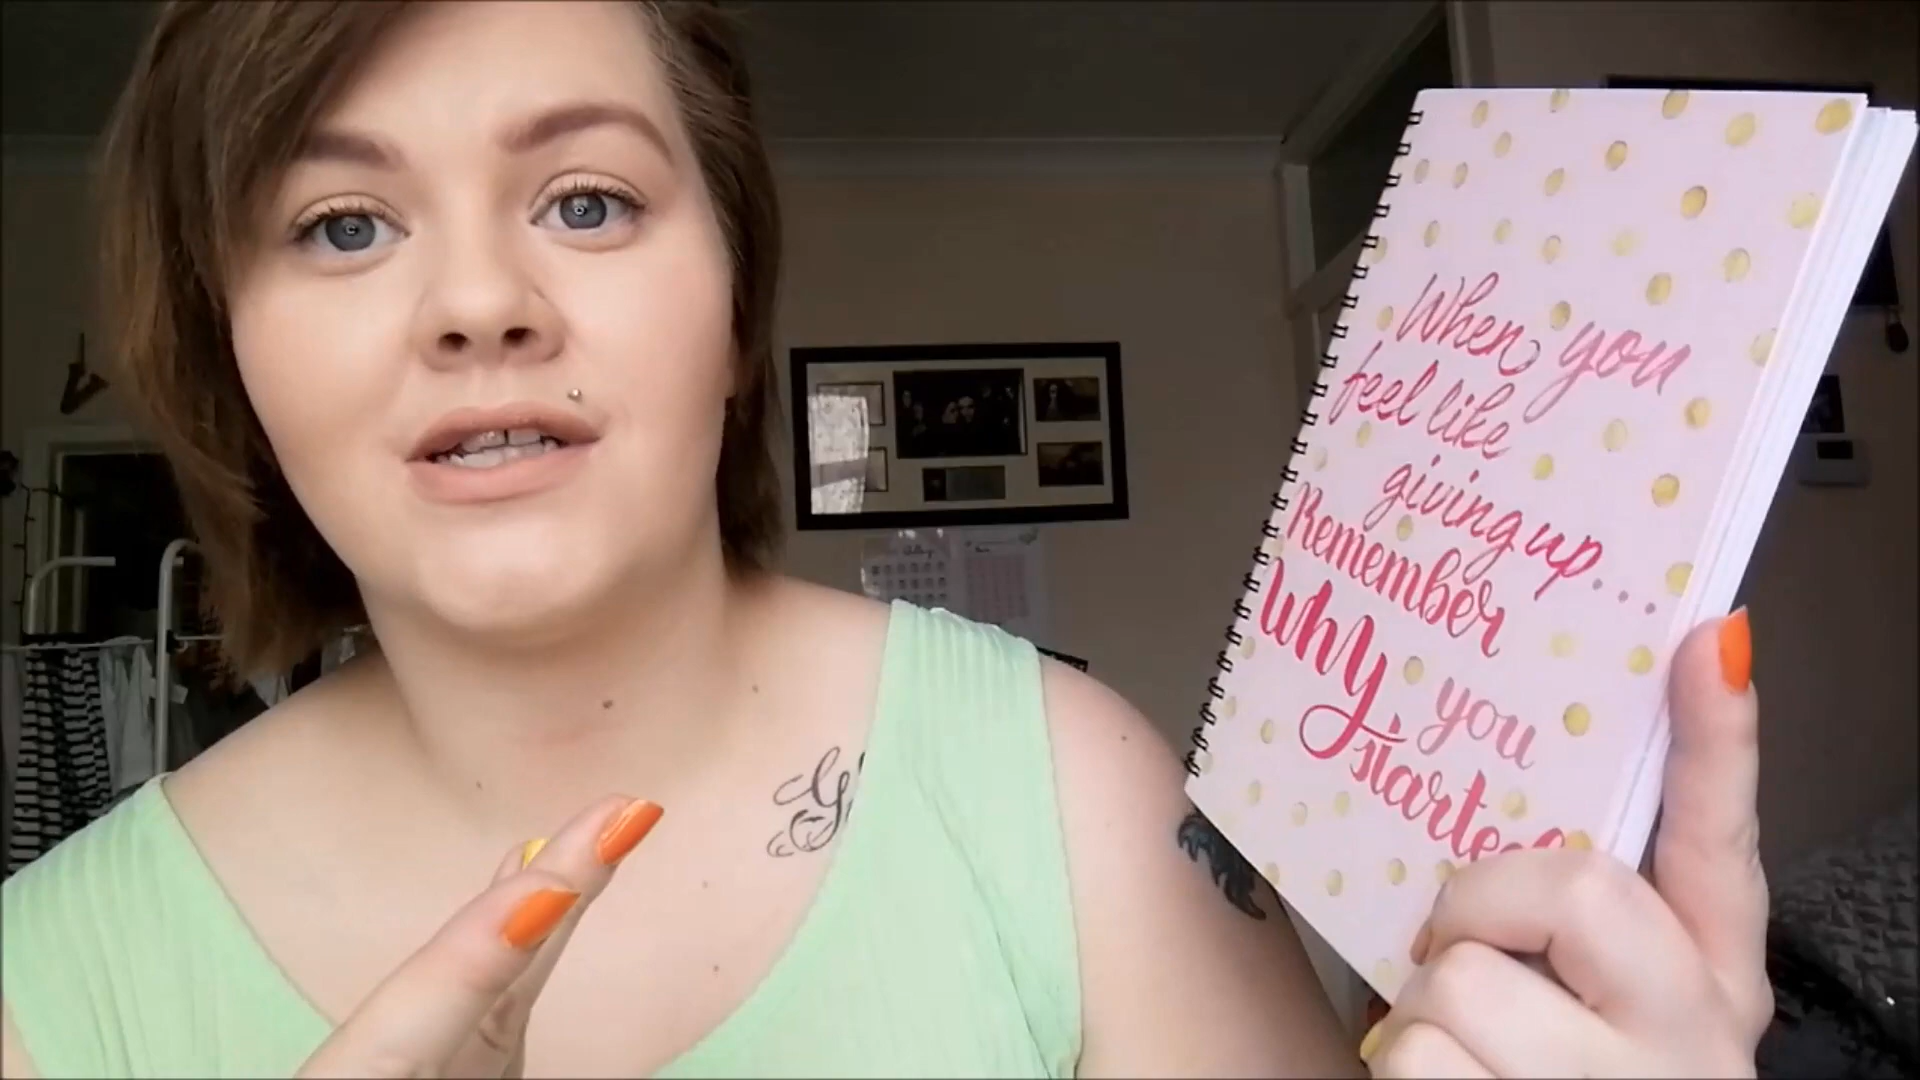 When you
feel like
giving up...
Remember
Why you
started